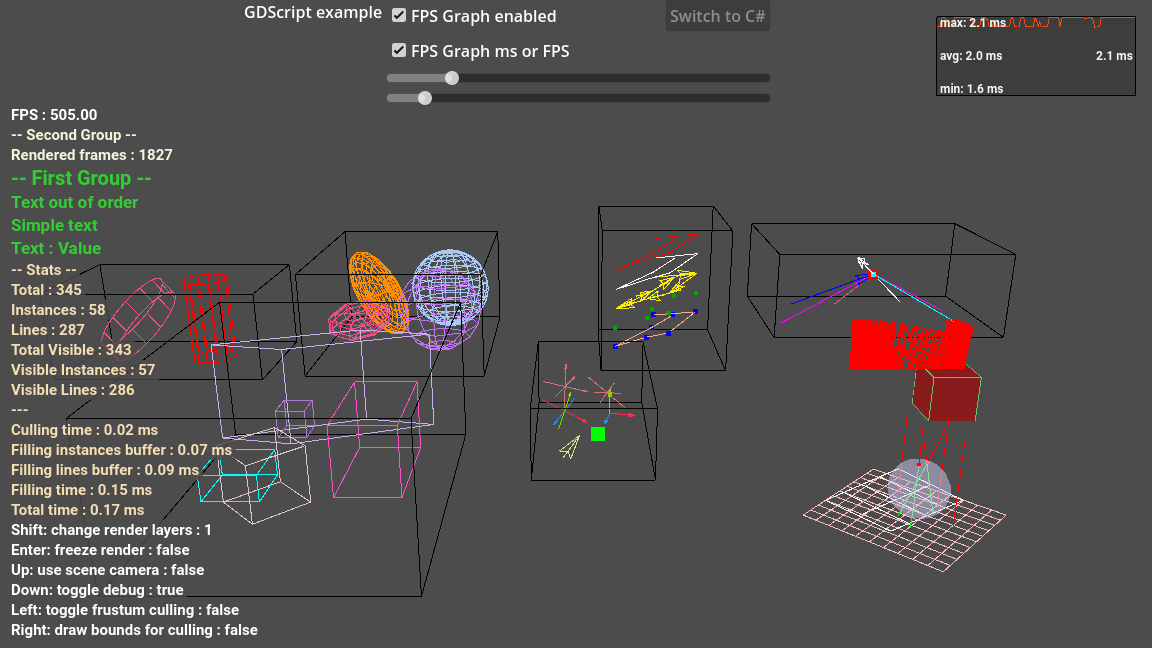 GDScript example
FPS Graph enabled
Switch to C#
FPS Graph ms or FPS
max: 2.1 ms
avg: 2.0 ms
2.1 ms
min: 1.6 ms
FPS : 505.00
-- Second Group --
Rendered frames : 1827
-- First Group --
Text out of order
Simple text
Text : Value
-- Stats --
Total : 345
Instances : 58
Lines : 287
Total Visible : 343
Visible Instances : 57
Visible Lines : 286
---
Culling time : 0.02 ms
Filling instances buffer : 0.07 ms
Filling lines buffer : 0.09 ms
Filling time : 0.15 ms
Total time : 0.17 ms
Shift: change render layers : 1
Enter: freeze render : false
Up: use scene camera : false
Down: toggle debug : true
Left: toggle frustum culling : false
Right: draw bounds for culling : false